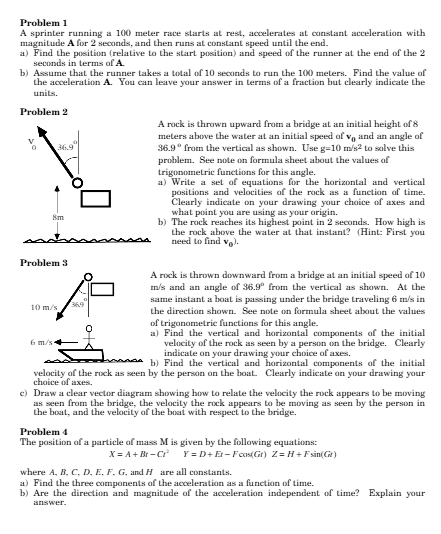 Problem 1
A sprinter running a 100 meter race starts at rest, accelerates at constant acceleration with
magnitude A for 2 seconds, and then runs at constant speed until the end.
a) Find the position (relative to the start position) and speed of the runner at the end of the 2
seconds in terms of A.
b) Assume that the runner takes a total of 10 seconds to run the 100 meters. Find the value of
the acceleration A. You can leave your answer in terms of a fraction but clearly indicate the
units.
Problem 2
v0
36.9°
8m
A rock is thrown upward from a bridge at an initial height of 8
meters above the water at an initial speed of v0 and an angle of
36.9° from the vertical as shown. Use g=10 m/s² to solve this
problem. See note on formula sheet about the values of
trigonometric functions for this angle.
a) Write a set of equations for the horizontal and vertical
positions and velocities of the rock as a function of time.
Clearly indicate on your drawing your choice of axes and
what point you are using as your origin.
b) The rock reaches its highest point in 2 seconds. How high is
the rock above the water at that instant? (Hint: First you
need to find v0).
Problem 3
10 m/s
36.9°
6 m/s
A rock is thrown downward from a bridge at an initial speed of 10
m/s and an angle of 36.9° from the vertical as shown. At the
same instant a boat is passing under the bridge traveling 6 m/s in
the direction shown. See note on formula sheet about the values
of trigonometric functions for this angle.
a) Find the vertical and horizontal components of the initial
velocity of the rock as seen by a person on the bridge. Clearly
indicate on your drawing your choice of axes.
b) Find the vertical and horizontal components of the initial
velocity of the rock as seen by the person on the boat. Clearly indicate on your drawing your
choice of axes.
c) Draw a clear vector diagram showing how to relate the velocity the rock appears to be moving
as seen from the bridge, the velocity the rock appears to be moving as seen by the person in
the boat, and the velocity of the boat with respect to the bridge.
Problem 4
The position of a particle of mass M is given by the following equations:
X = A + Bt − Ct² Y = D + Et − F cos(Gt) Z = H + F sin(Gt)
where A, B, C, D, E, F, G, and H are all constants.
a) Find the three components of the acceleration as a function of time.
b) Are the direction and magnitude of the acceleration independent of time? Explain your
answer.